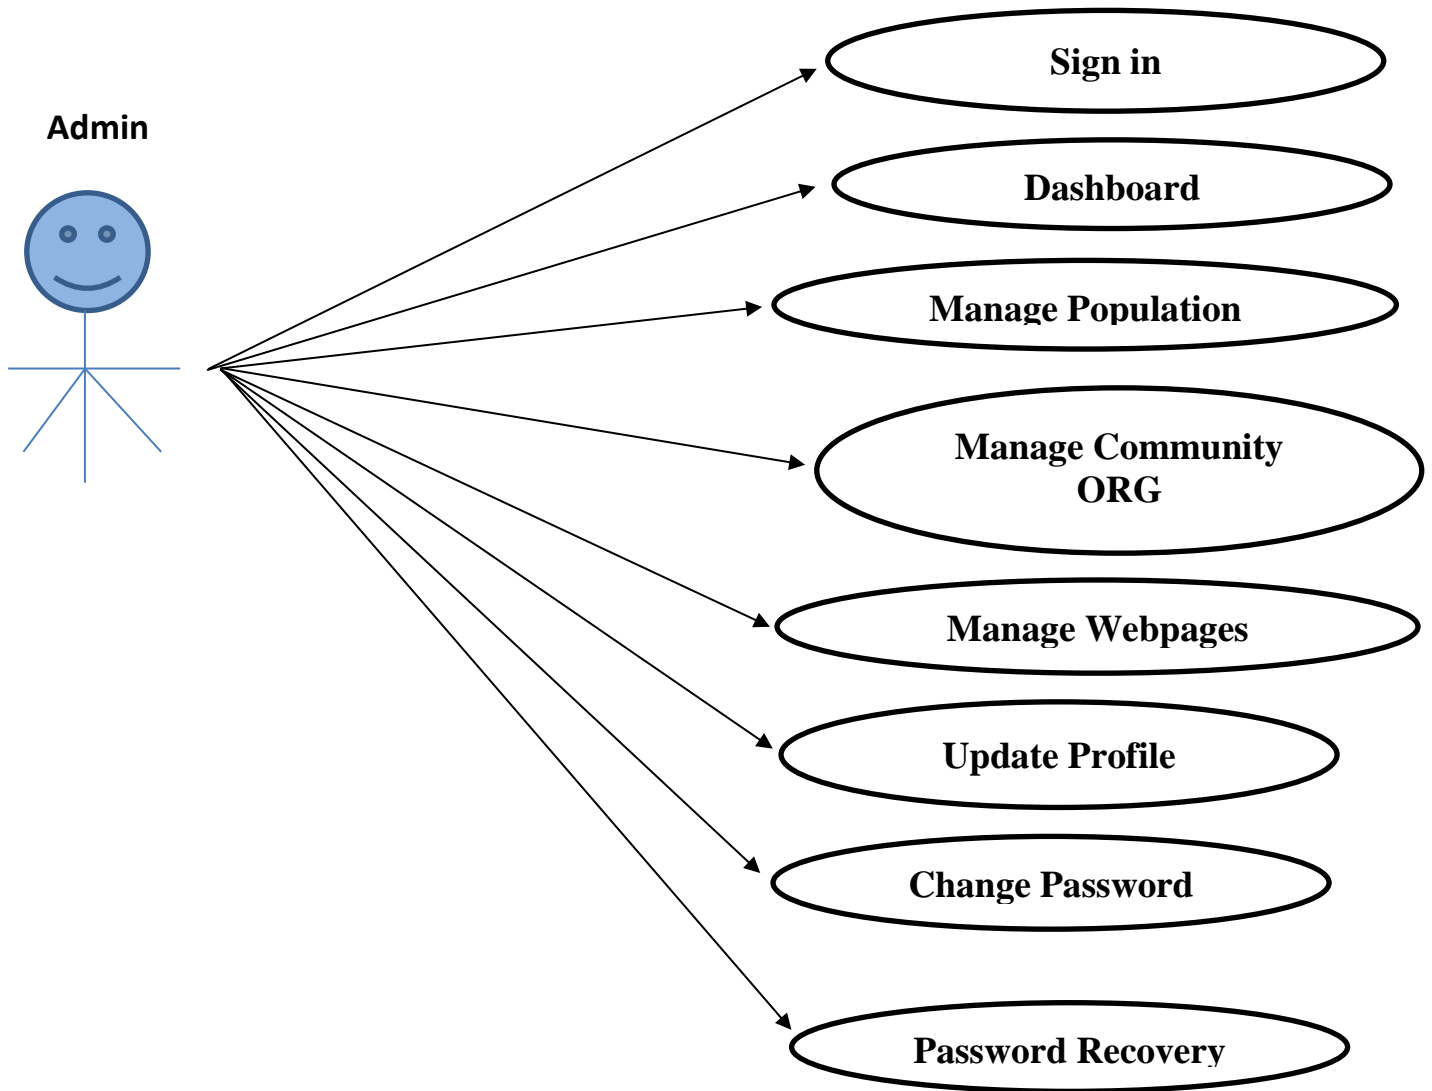 Sign in
Admin
Dashboard
Manage Population
Manage Community
ORG
Manage Webpages
Update Profile
Change Password
Password Recovery